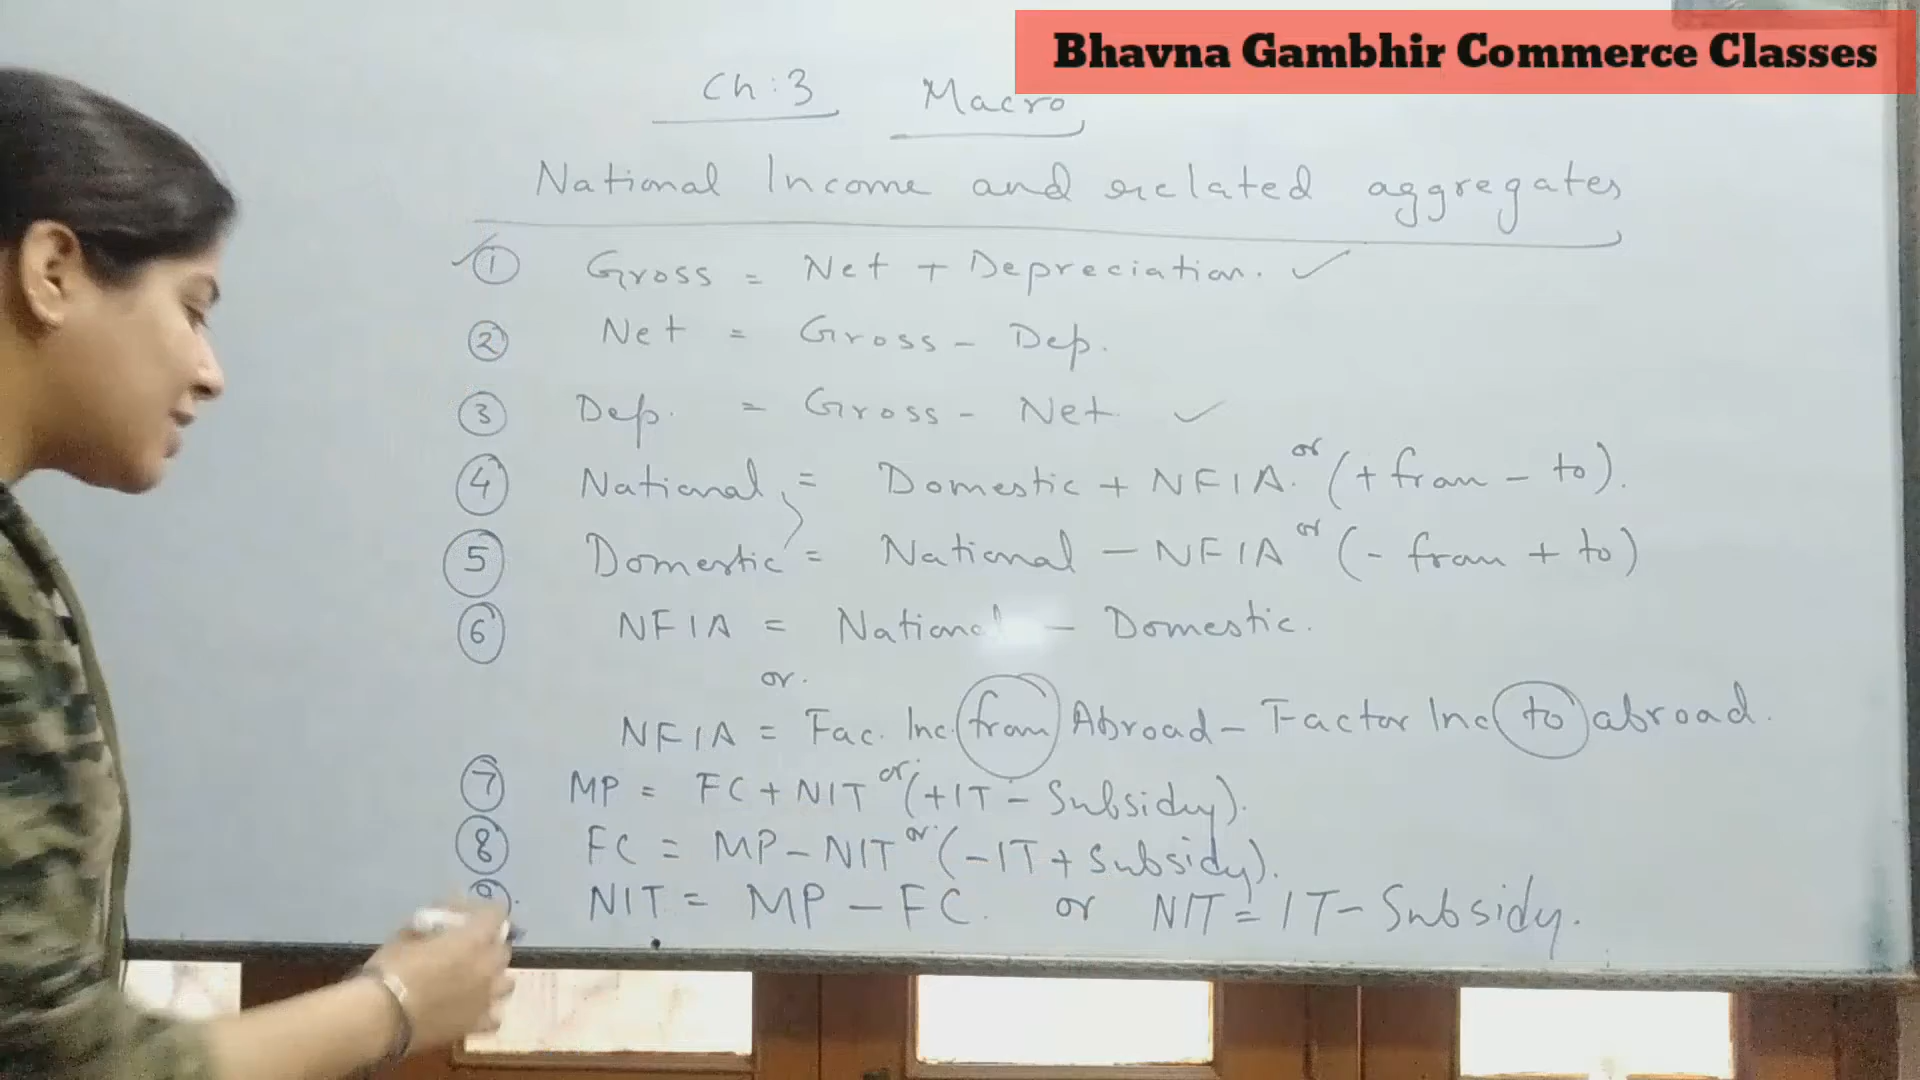 Bhavna Gambhir Commerce Classes
Ch:3 Macro
National Income and related aggregates
1 Gross = Net + Depreciation. ✓
2 Net = Gross - Dep.
3 Dep. = Gross - Net. ✓
4 National = Domestic + NFIA. or (+ from - to).
5 Domestic = National - NFIA or (- from + to)
6 NFIA = National - Domestic.
or.
NFIA = Fac. Inc. from Abroad - Factor Inc to abroad.
7 MP = FC + NIT or (+IT - Subsidy).
8 FC = MP - NIT or (-IT + Subsidy).
9. NIT = MP - FC. or NIT = IT - Subsidy.